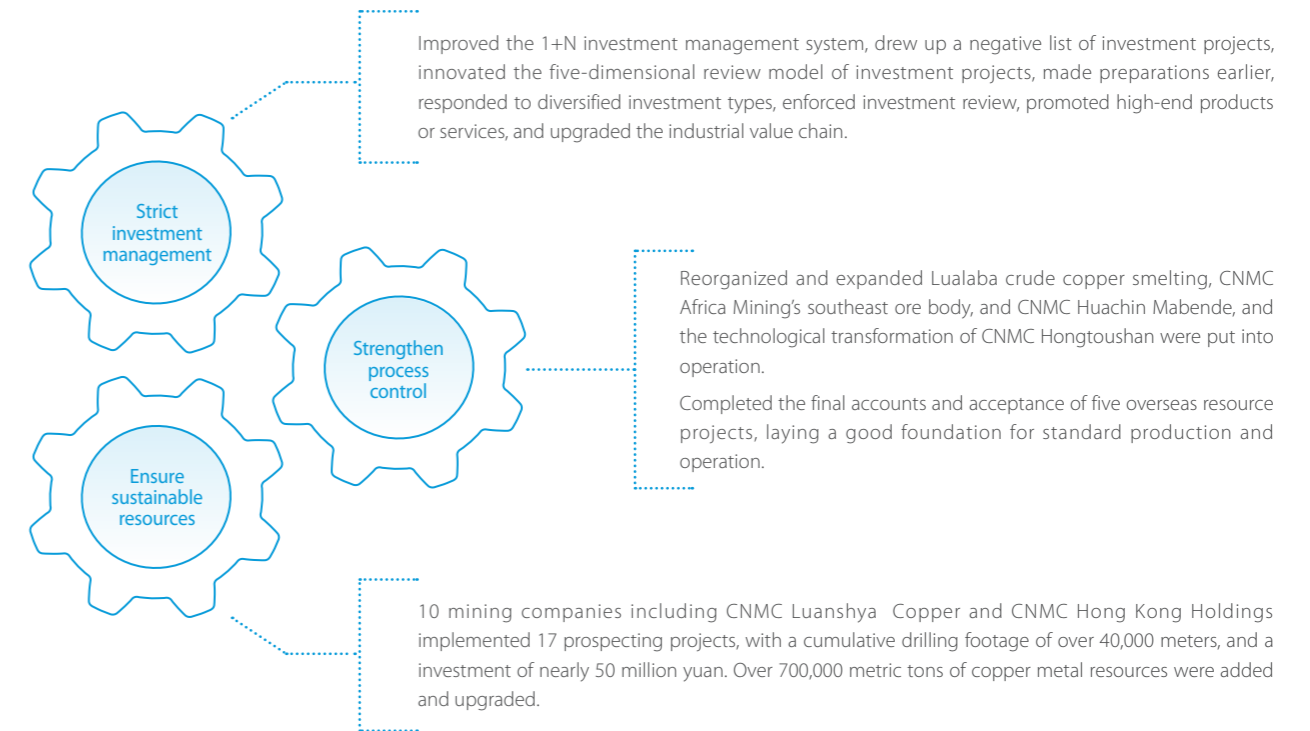 Improved the 1+N investment management system, drew up a negative list of investment projects,
innovated the five-dimensional review model of investment projects, made preparations earlier,
responded to diversified investment types, enforced investment review, promoted high-end products
or services, and upgraded the industrial value chain.
Strict
investment
management
Reorganized and expanded Lualaba crude copper smelting, CNMC
Africa Mining’s southeast ore body, and CNMC Huachin Mabende, and
the technological transformation of CNMC Hongtoushan were put into
operation.
Completed the final accounts and acceptance of five overseas resource
projects, laying a good foundation for standard production and
operation.
Strengthen
process
control
Ensure
sustainable
resources
10 mining companies including CNMC Luanshya Copper and CNMC Hong Kong Holdings
implemented 17 prospecting projects, with a cumulative drilling footage of over 40,000 meters, and a
investment of nearly 50 million yuan. Over 700,000 metric tons of copper metal resources were added
and upgraded.